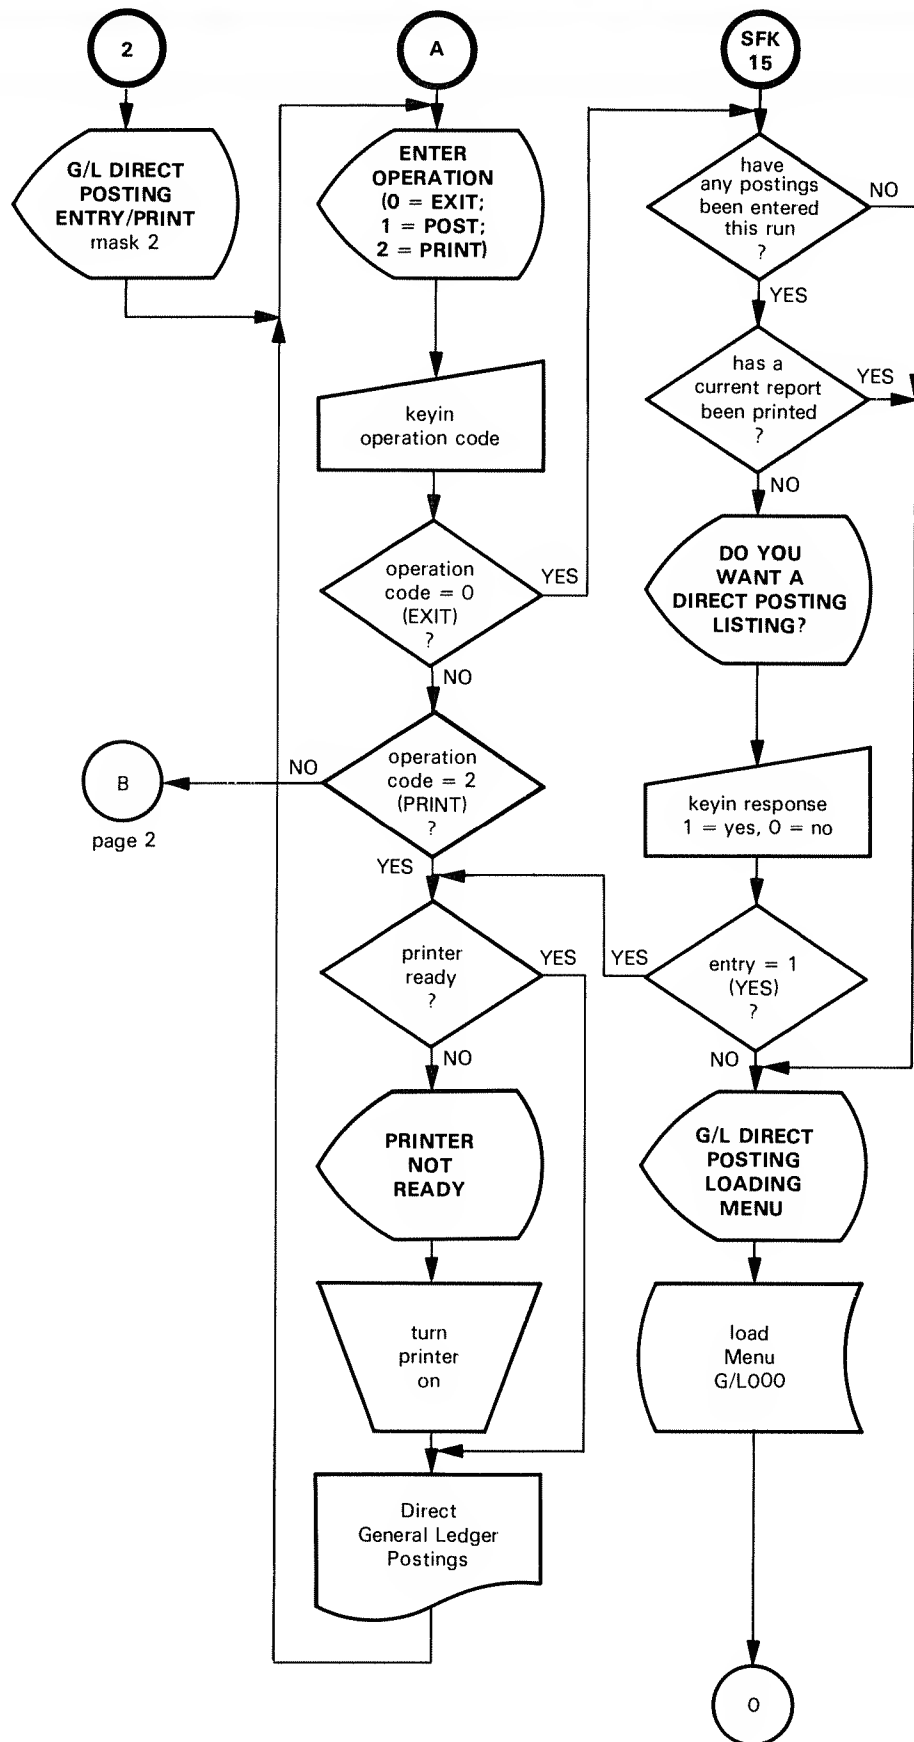 2
G/L DIRECT
POSTING
ENTRY/PRINT
mask 2
A
ENTER
OPERATION
(0 = EXIT;
1 = POST;
2 = PRINT)
keyin
operation code
operation
code = 0
(EXIT)
?
YES
NO
operation
code = 2
(PRINT)
?
NO
B
page 2
YES
printer
ready
?
YES
NO
PRINTER
NOT
READY
turn
printer
on
Direct
General Ledger
Postings
SFK
15
have
any postings
been entered
this run
?
NO
YES
has a
current report
been printed
?
YES
NO
DO YOU
WANT A
DIRECT POSTING
LISTING?
keyin response
1 = yes, 0 = no
entry = 1
(YES)
?
YES
NO
G/L DIRECT
POSTING
LOADING
MENU
load
Menu
G/L000
0